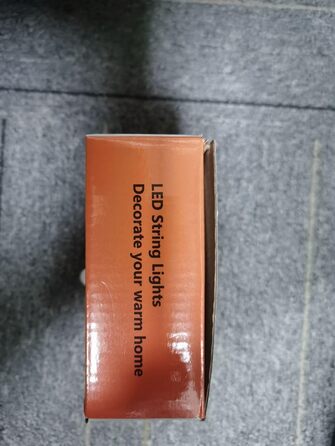 LED String Lights
Decorate your warm home